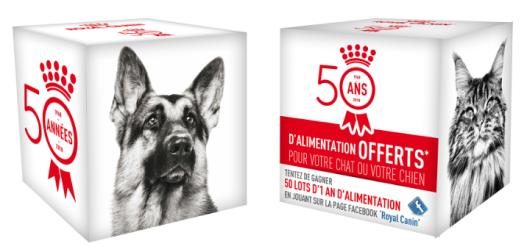 50
ANNÉES
50
ANS
D'ALIMENTATION OFFERTS*
POUR VOTRE CHAT OU VOTRE CHIEN
TENTEZ DE GAGNER
50 LOTS D'1 AN D'ALIMENTATION
EN JOUANT SUR LA PAGE FACEBOOK "Royal Canin"